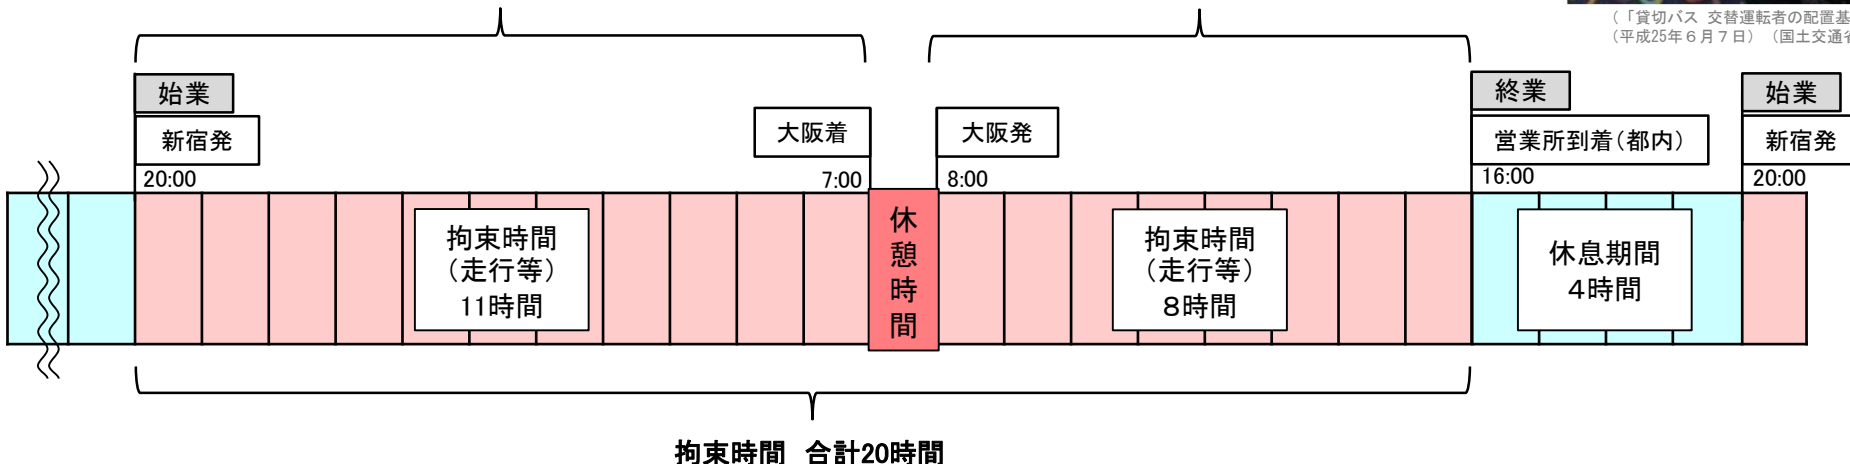 （「貸切バス 交替運転者の配置基
（平成25年６月７日）（国土交通省
始業
新宿発
20:00
大阪着
7:00
大阪発
8:00
終業
営業所到着（都内）
16:00
始業
新宿発
20:00
拘束時間
（走行等）
11時間
休憩時間
拘束時間
（走行等）
８時間
休息期間
４時間
拘束時間 合計20時間